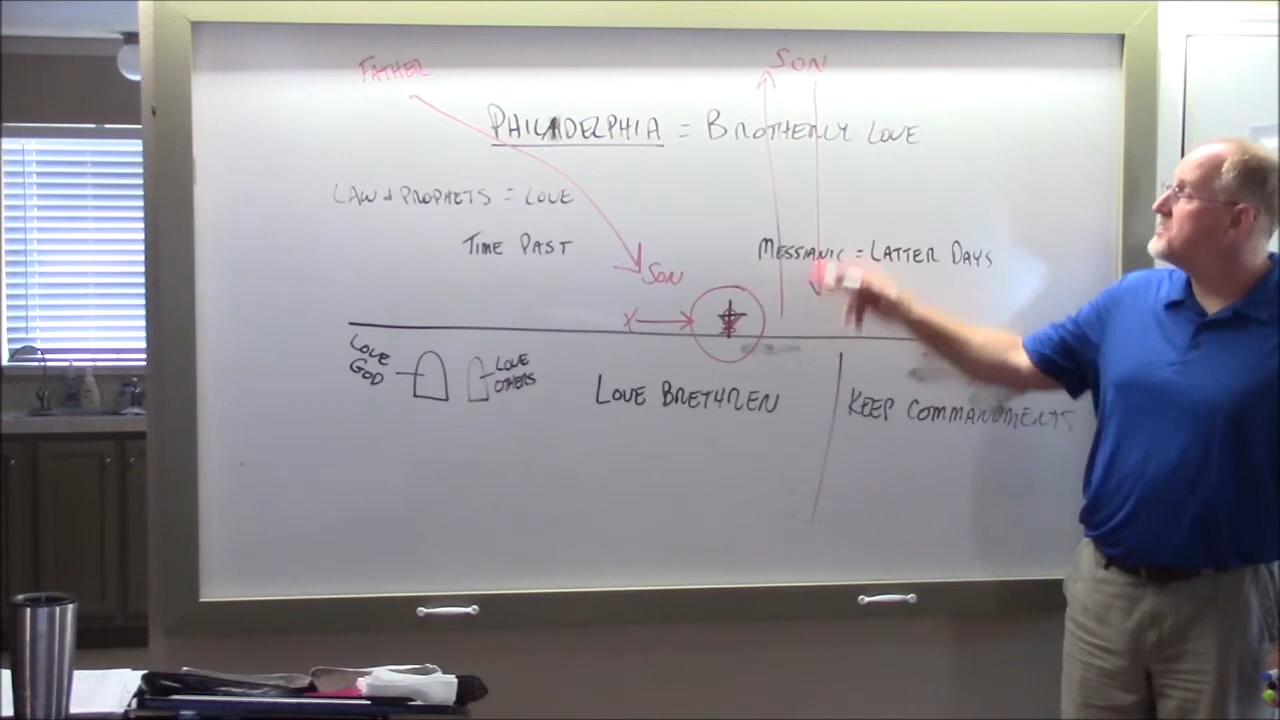 SON
FATHER
PHILADELPHIA = BROTHERLY LOVE
LAW & PROPHETS = LOVE
TIME PAST
MESSIANIC = LATTER DAYS
SON
X
LOVE GOD
LOVE OTHERS
LOVE BRETHREN
KEEP COMMANDMENTS